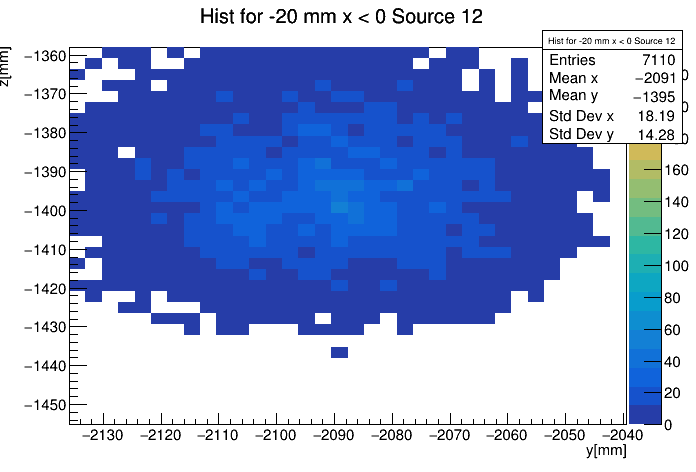 Hist for -20 mm x < 0 Source 12
z[mm]
Hist for -20 mm x < 0 Source 12
Entries 7110
Mean x −2091
Mean y −1395
Std Dev x 18.19
Std Dev y 14.28
−1360
−1370
−1380
−1390
−1400
−1410
−1420
−1430
−1440
−1450
160
140
120
100
80
60
40
20
0
−2130 −2120 −2110 −2100 −2090 −2080 −2070 −2060 −2050 −2040
y[mm]